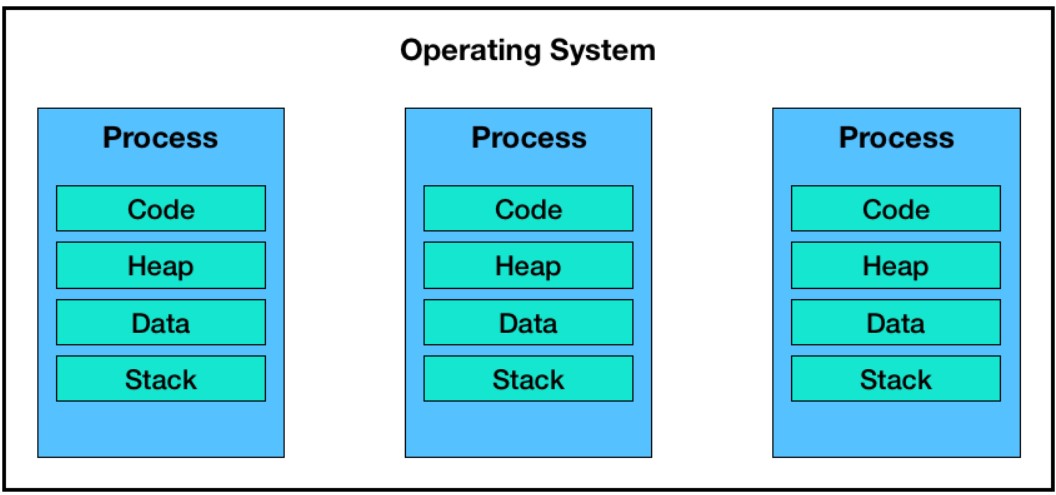 Operating System
Process
Code
Heap
Data
Stack
Process
Code
Heap
Data
Stack
Process
Code
Heap
Data
Stack